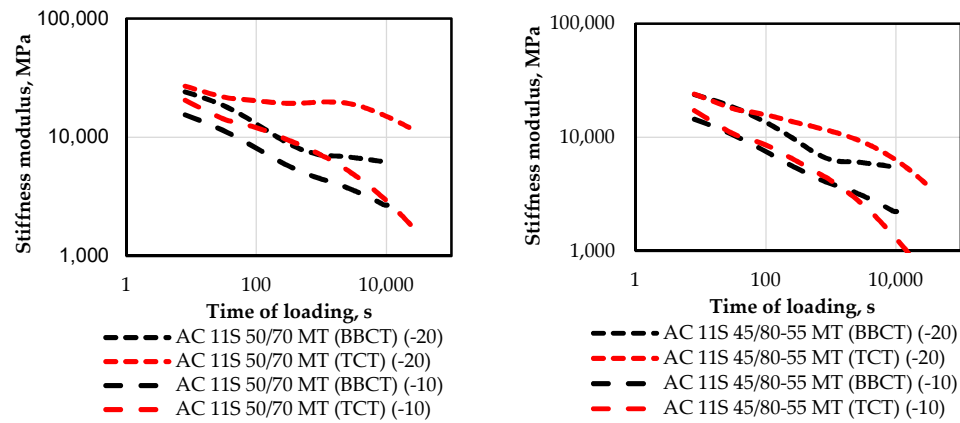 Stiffness modulus, MPa
100,000
10,000
1,000
1
100
10,000
Time of loading, s
AC 11S 50/70 MT (BBCT) (-20)
AC 11S 50/70 MT (TCT) (-20)
AC 11S 50/70 MT (BBCT) (-10)
AC 11S 50/70 MT (TCT) (-10)
Stiffness modulus, MPa
100,000
10,000
1,000
1
100
10,000
Time of loading, s
AC 11S 45/80-55 MT (BBCT) (-20)
AC 11S 45/80-55 MT (TCT) (-20)
AC 11S 45/80-55 MT (BBCT) (-10)
AC 11S 45/80-55 MT (TCT) (-10)